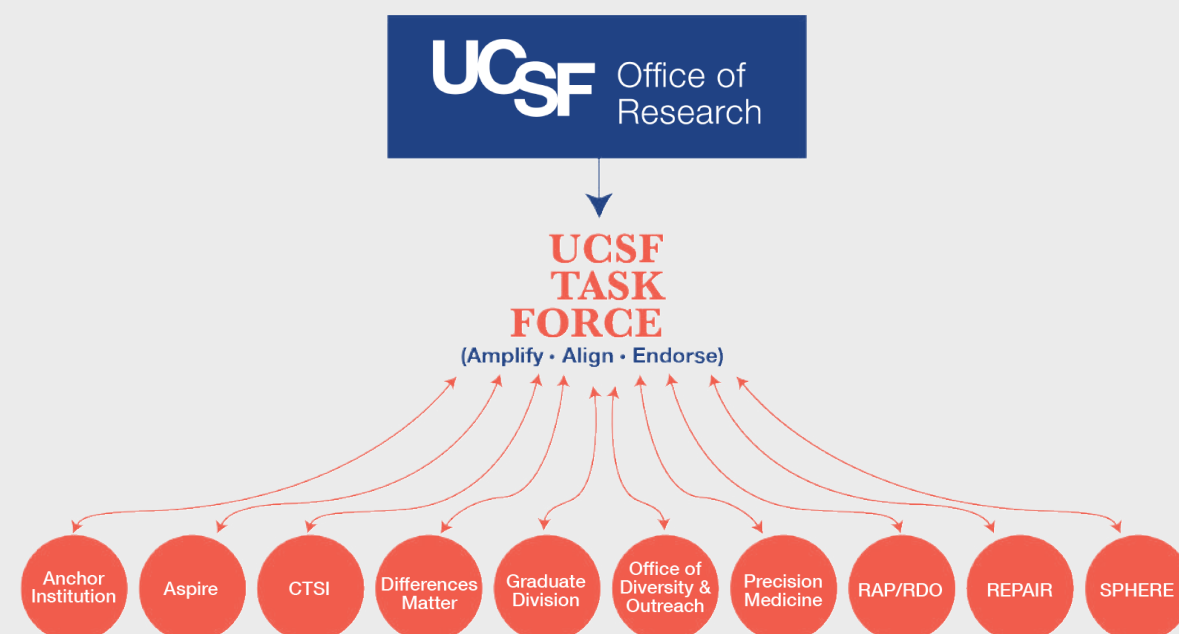 UCSF Office of
Research
UCSF
TASK
FORCE
(Amplify · Align · Endorse)
Anchor
Institution
Aspire
CTSI
Differences
Matter
Graduate
Division
Office of
Diversity &
Outreach
Precision
Medicine
RAP/RDO
REPAIR
SPHERE